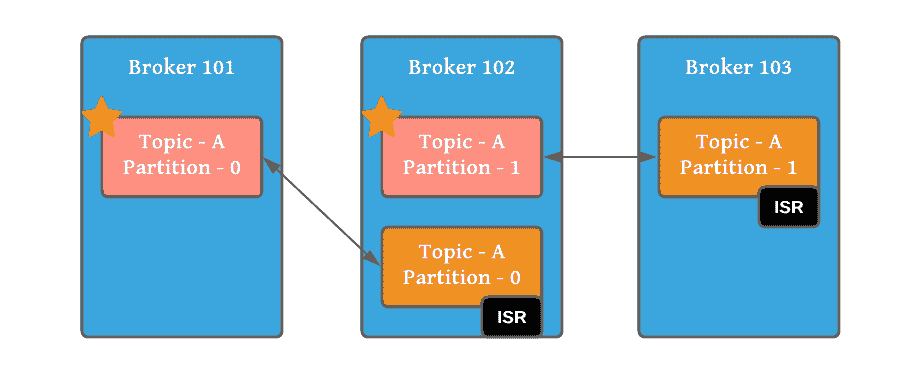 Broker 101
Topic - A
Partition - 0
Broker 102
Topic - A
Partition - 1
Topic - A
Partition - 0
ISR
Broker 103
Topic - A
Partition - 1
ISR